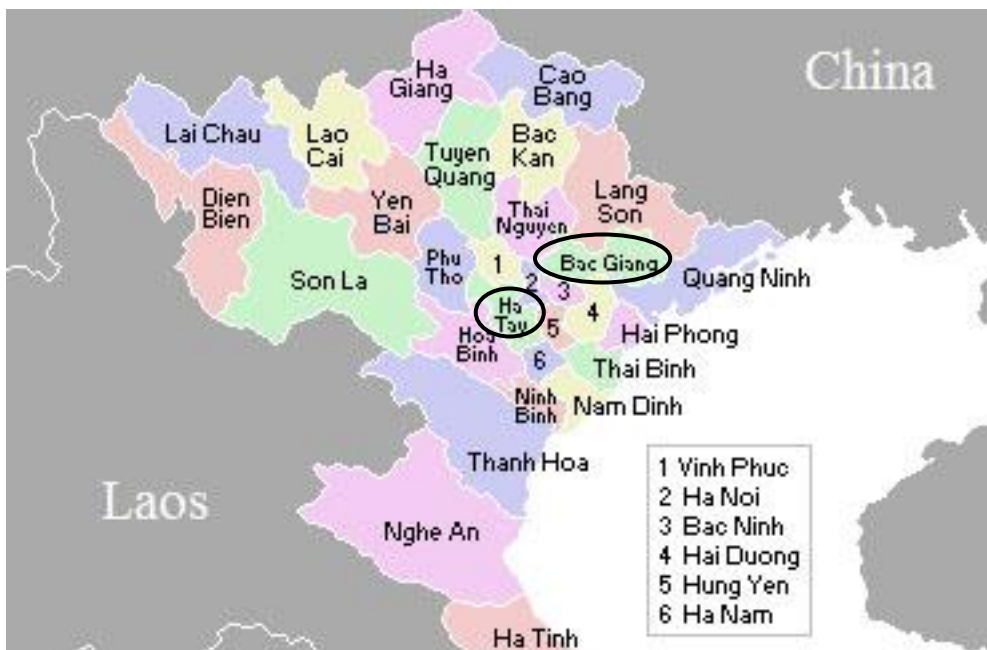 China
Ha
Giang
Cao
Bang
Lai Chau
Lao
Cai
Tuyen
Quang
Bac
Kan
Dien
Bien
Yen
Bai
Thai
Nguyen
Lang
Son
Phu
Tho
1
Bac Giang
Son La
2
3
Quang Ninh
Ha
Tay
5
4
Hoa
Binh
Hai Phong
6
Thai Binh
Ninh
Binh
Nam Dinh
Thanh Hoa
Laos
Nghe An
Ha Tinh
1 Vinh Phuc
2 Ha Noi
3 Bac Ninh
4 Hai Duong
5 Hung Yen
6 Ha Nam